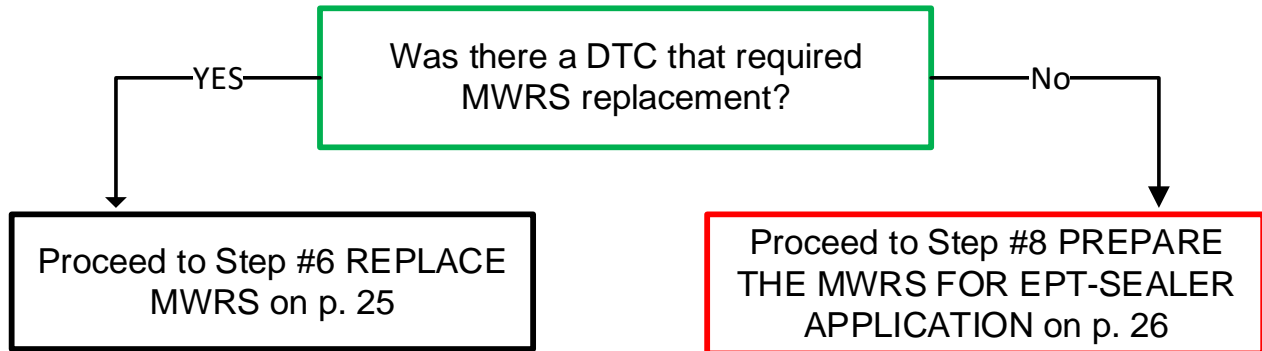 Was there a DTC that required
MWRS replacement?
YES
No
Proceed to Step #6 REPLACE
MWRS on p. 25
Proceed to Step #8 PREPARE
THE MWRS FOR EPT-SEALER
APPLICATION on p. 26